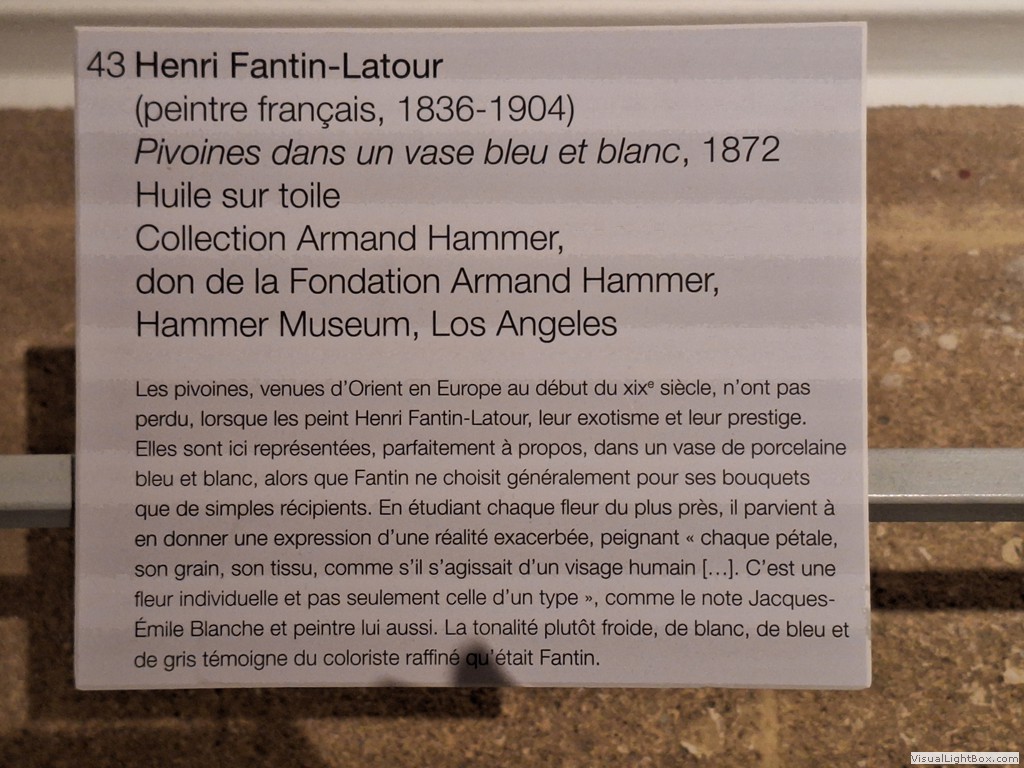 43 Henri Fantin-Latour
(peintre français, 1836-1904)
Pivoines dans un vase bleu et blanc, 1872
Huile sur toile
Collection Armand Hammer,
don de la Fondation Armand Hammer,
Hammer Museum, Los Angeles
Les pivoines, venues d'Orient en Europe au début du xixᵉ siècle, n'ont pas
perdu, lorsque les peint Henri Fantin-Latour, leur exotisme et leur prestige.
Elles sont ici représentées, parfaitement à propos, dans un vase de porcelaine
bleu et blanc, alors que Fantin ne choisit généralement pour ses bouquets
que de simples récipients. En étudiant chaque fleur du plus près, il parvient à
en donner une expression d'une réalité exacerbée, peignant « chaque pétale,
son grain, son tissu, comme s'il s'agissait d'un visage humain [...]. C'est une
fleur individuelle et pas seulement celle d'un type », comme le note Jacques-
Émile Blanche et peintre lui aussi. La tonalité plutôt froide, de blanc, de bleu et
de gris témoigne du coloriste raffiné qu'était Fantin.
VisualLightBox.com